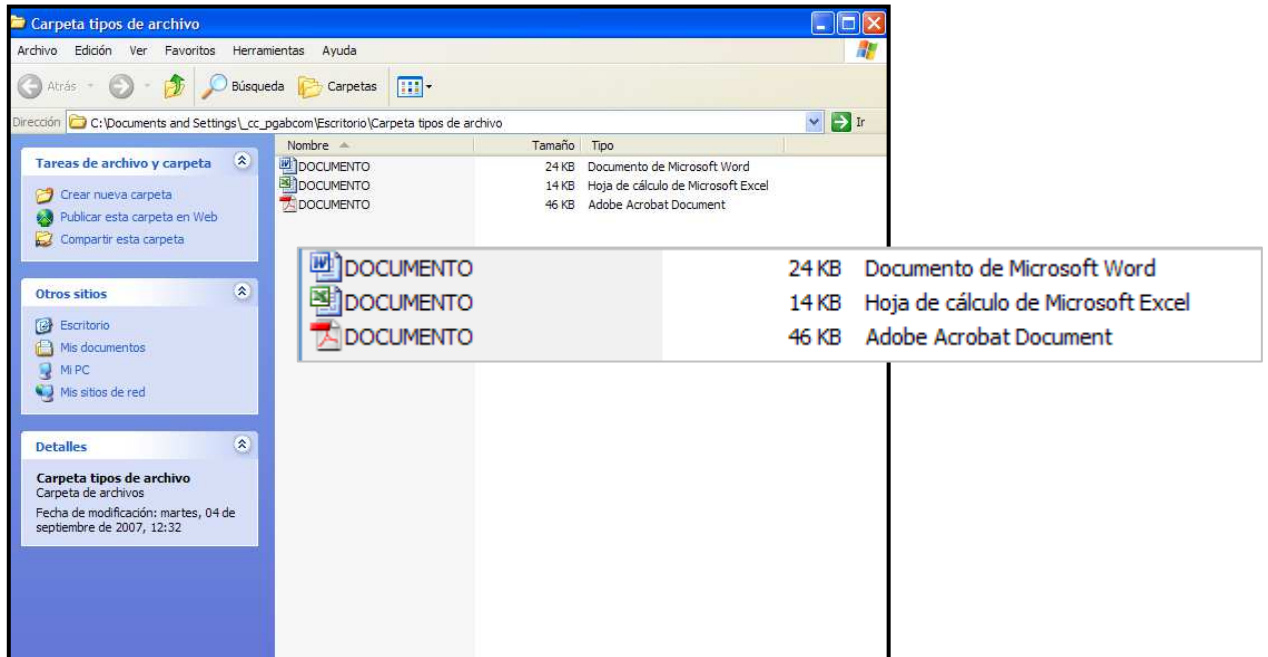 Carpeta tipos de archivo
Archivo Edición Ver Favoritos Herramientas Ayuda
Atrás Búsqueda Carpetas
Dirección C:\Documents and Settings\_cc_pgabcom\Escritorio\Carpeta tipos de archivo Ir
Nombre Tamaño Tipo
DOCUMENTO 24 KB Documento de Microsoft Word
DOCUMENTO 14 KB Hoja de cálculo de Microsoft Excel
DOCUMENTO 46 KB Adobe Acrobat Document
Tareas de archivo y carpeta
Crear nueva carpeta
Publicar esta carpeta en Web
Compartir esta carpeta
Otros sitios
Escritorio
Mis documentos
Mi PC
Mis sitios de red
Detalles
Carpeta tipos de archivo
Carpeta de archivos
Fecha de modificación: martes, 04 de
septiembre de 2007, 12:32
DOCUMENTO 24 KB Documento de Microsoft Word
DOCUMENTO 14 KB Hoja de cálculo de Microsoft Excel
DOCUMENTO 46 KB Adobe Acrobat Document